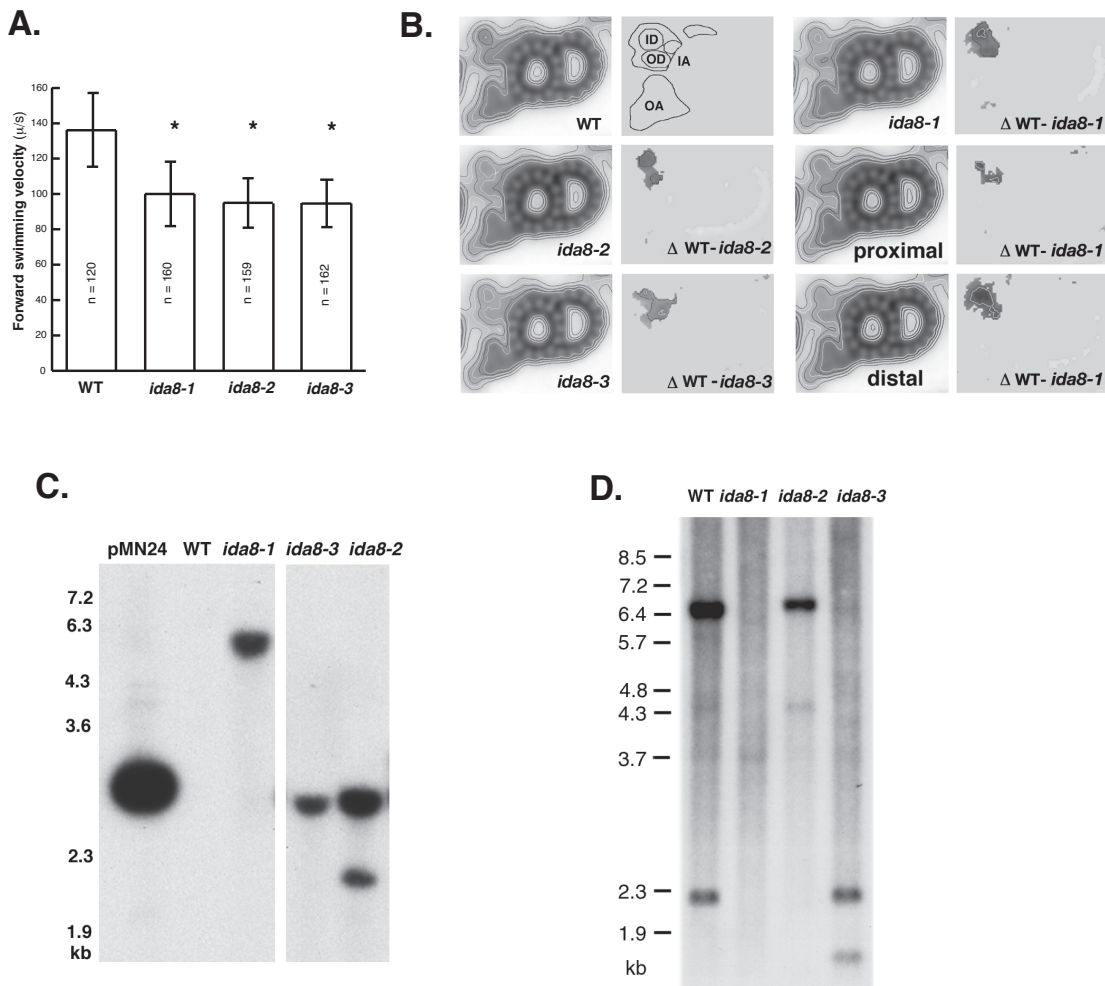 A.
Forward swimming velocity (μ/s)
160
140
120
100
80
60
40
20
0
*
*
*
n = 120
n = 160
n = 159
n = 162
WT
ida8-1
ida8-2
ida8-3
B.
WT
ID
OD
IA
OA
ida8-1
Δ WT- ida8-1
ida8-2
Δ WT- ida8-2
proximal
Δ WT- ida8-1
ida8-3
Δ WT -ida8-3
distal
Δ WT- ida8-1
C.
pMN24 WT ida8-1 ida8-3 ida8-2
7.2
6.3
4.3
3.6
2.3
1.9
kb
D.
WT ida8-1 ida8-2 ida8-3
8.5
7.2
6.4
5.7
4.8
4.3
3.7
2.3
1.9
kb